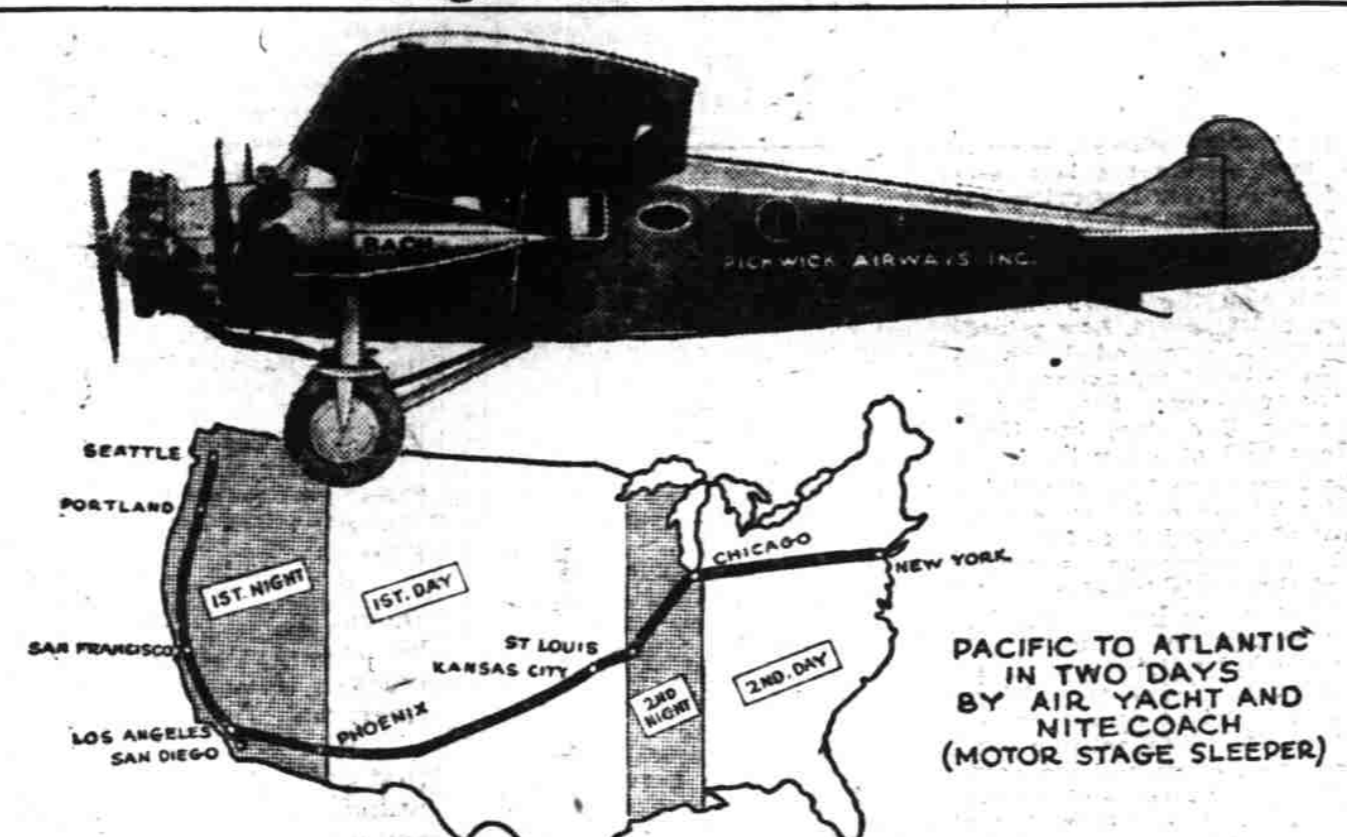 BACH
PICKWICK AIRWAYS INC.
SEATTLE
PORTLAND
1ST. NIGHT
1ST. DAY
CHICAGO
NEW YORK
SAN FRANCISCO
ST LOUIS
KANSAS CITY
2ND NIGHT
2ND. DAY
PHOENIX
LOS ANGELES
SAN DIEGO
PACIFIC TO ATLANTIC
IN TWO DAYS
BY AIR YACHT AND
NITE COACH
(MOTOR STAGE SLEEPER)